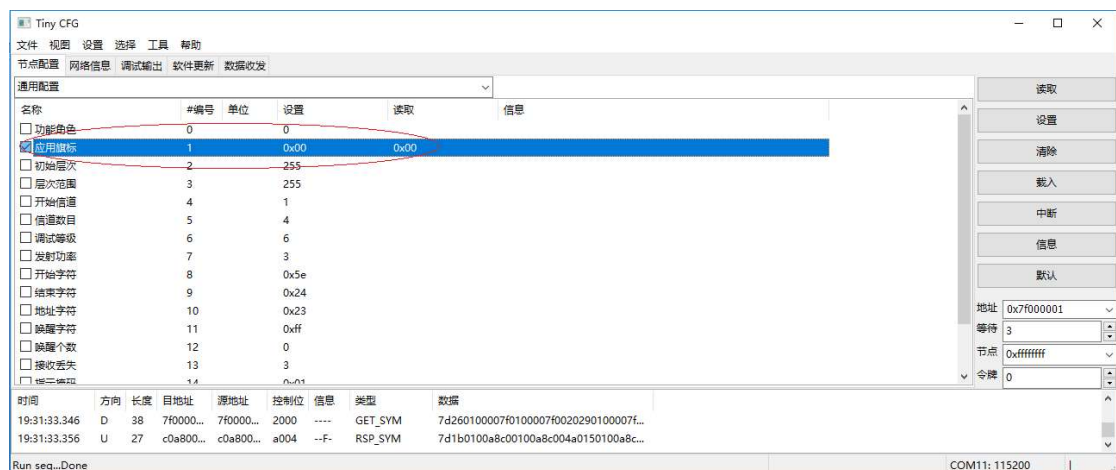 Tiny CFG
文件 视图 设置 选择 工具 帮助
节点配置 网络信息 调试输出 软件更新 数据收发
通用配置
读取
名称 #编号 单位 设置 读取 信息
功能角色 0 0
设置
应用旗标 1 0x00 0x00
清除
初始层次 2 255
层次范围 3 255
载入
开始信道 4 1
信道数目 5 4
中断
调试等级 6 6
信息
发射功率 7 3
开始字符 8 0x5e
默认
结束字符 9 0x24
地址字符 10 0x23
地址 0x7f000001
唤醒字符 11 0xff
等待 3
唤醒个数 12 0
节点 0xffffffff
接收丢失 13 3
令牌 0
指示掩码 14 0x01
时间 方向 长度 目地址 源地址 控制位 信息 类型 数据
19:31:33.346 D 38 7f0000... 7f0000... 2000 ---- GET_SYM 7d260100007f0100007f0020290100007f...
19:31:33.356 U 27 c0a800... c0a800... a004 --F- RSP_SYM 7d1b0100a8c00100a8c004a0150100a8c...
Run seq...Done
COM11: 115200